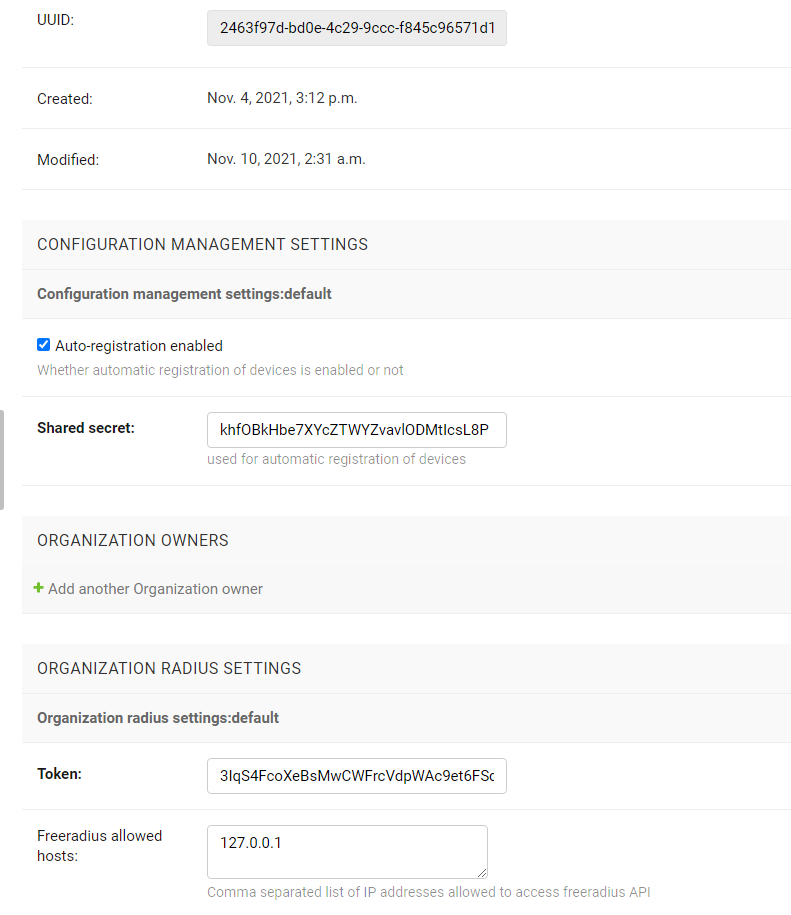 UUID:
2463f97d-bd0e-4c29-9ccc-f845c96571d1
Created:
Nov. 4, 2021, 3:12 p.m.
Modified:
Nov. 10, 2021, 2:31 a.m.
CONFIGURATION MANAGEMENT SETTINGS
Configuration management settings:default
Auto-registration enabled
Whether automatic registration of devices is enabled or not
Shared secret:
khfOBkHbe7XYcZTWYZvavlODMtIcsL8P
used for automatic registration of devices
ORGANIZATION OWNERS
Add another Organization owner
ORGANIZATION RADIUS SETTINGS
Organization radius settings:default
Token:
3IqS4FcoXeBsMwCWFrcVdpWAc9et6FS
Freeradius allowed
hosts:
127.0.0.1
Comma separated list of IP addresses allowed to access freeradius API